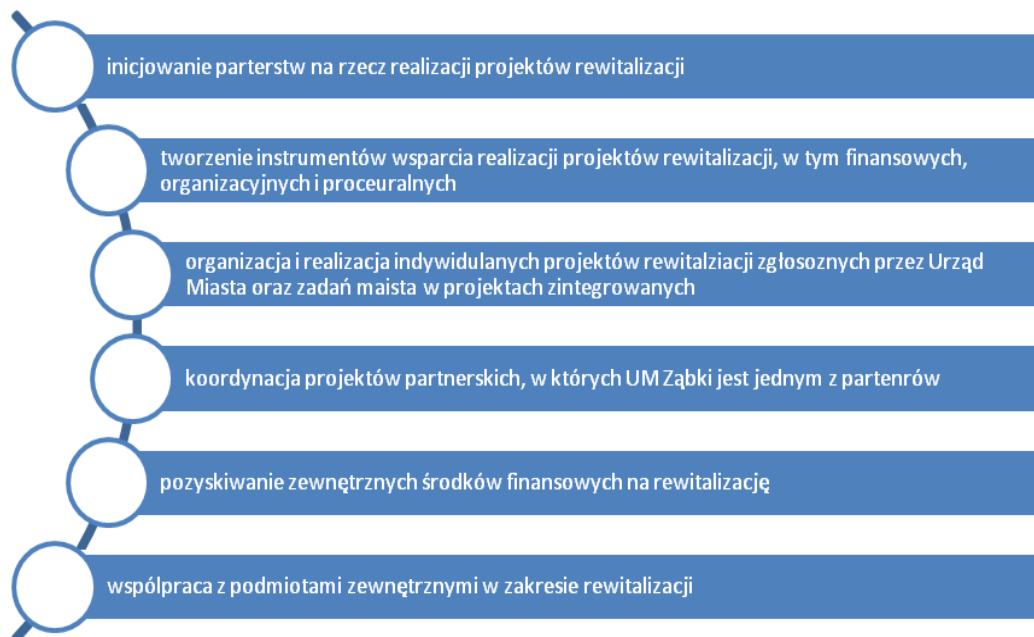 inicjowanie parterstw na rzecz realizacji projektów rewitalizacji
tworzenie instrumentów wsparcia realizacji projektów rewitalizacji, w tym finansowych,
organizacyjnych i proceuralnych
organizacja i realizacja indywidulanych projektów rewitalziacji zgłosoznych przez Urząd
Miasta oraz zadań maista w projektach zintegrowanych
koordynacja projektów partnerskich, w których UM Ząbki jest jednym z partenrów
pozyskiwanie zewnętrznych środków finansowych na rewitalizację
wspólpraca z podmiotami zewnętrznymi w zakresie rewitalizacji